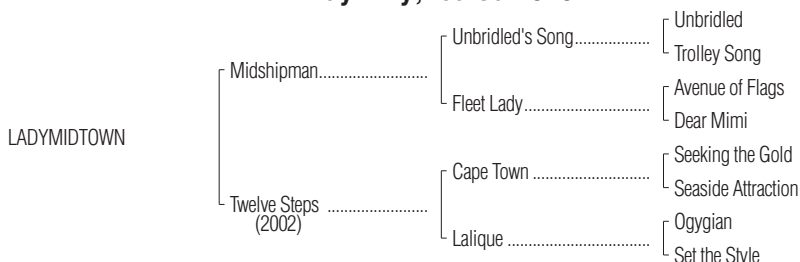 Unbridled
Unbridled's Song
Trolley Song
Midshipman
Avenue of Flags
Fleet Lady
Dear Mimi
LADYMIDTOWN
Seeking the Gold
Cape Town
Seaside Attraction
Twelve Steps
(2002)
Ogygian
Lalique
Set the Style